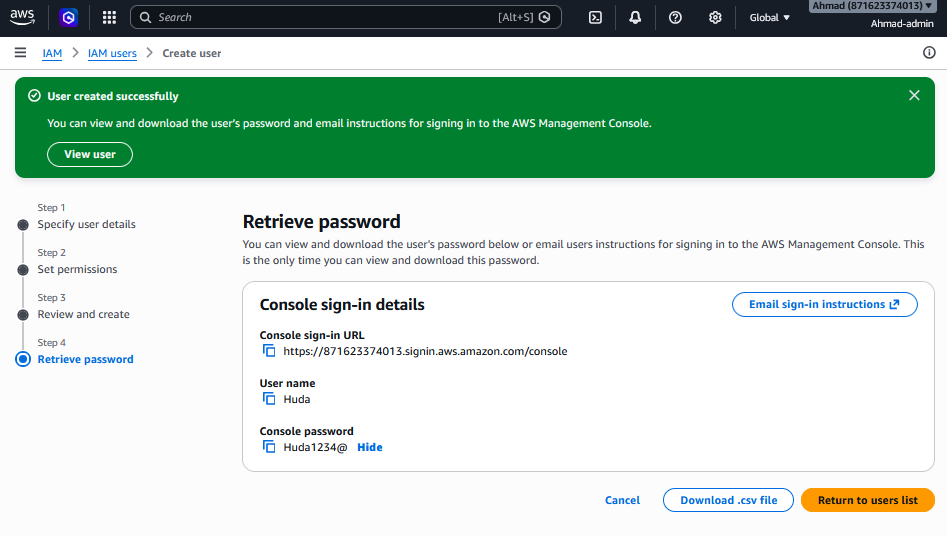 aws
Search [Alt+S]
Global
Ahmad (871623374013)
Ahmad-admin
IAM > IAM users > Create user
User created successfully
You can view and download the user's password and email instructions for signing in to the AWS Management Console.
View user
Step 1
Specify user details
Step 2
Set permissions
Step 3
Review and create
Step 4
Retrieve password
Retrieve password
You can view and download the user's password below or email users instructions for signing in to the AWS Management Console. This
is the only time you can view and download this password.
Console sign-in details
Email sign-in instructions
Console sign-in URL
https://871623374013.signin.aws.amazon.com/console
User name
Huda
Console password
Huda1234@ Hide
Cancel
Download .csv file
Return to users list